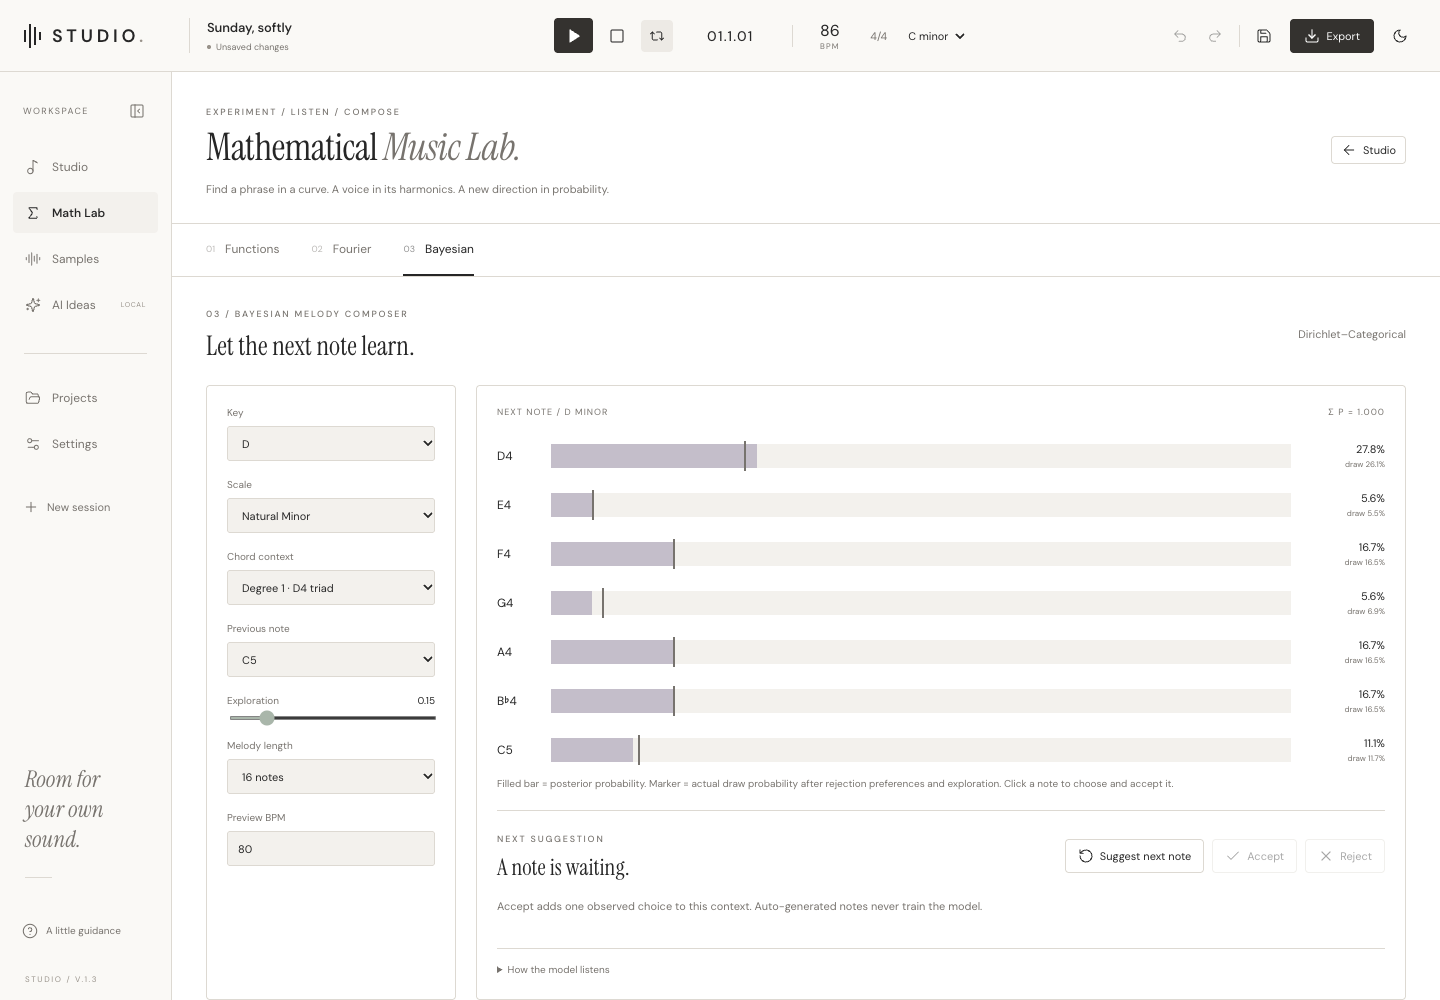 STUDIO.
Sunday, softly
Unsaved changes
01.1.01
86
BPM
4/4
C minor
Export
WORKSPACE
Studio
Math Lab
Samples
AI Ideas
LOCAL
Projects
Settings
New session
Room for
your own
sound.
A little guidance
STUDIO / V.1.3
EXPERIMENT / LISTEN / COMPOSE
Mathematical Music Lab.
Find a phrase in a curve. A voice in its harmonics. A new direction in probability.
Studio
01 Functions
02 Fourier
03 Bayesian
03 / BAYESIAN MELODY COMPOSER
Let the next note learn.
Dirichlet–Categorical
Key
D
Scale
Natural Minor
Chord context
Degree 1 · D4 triad
Previous note
C5
Exploration 0.15
Melody length
16 notes
Preview BPM
80
NEXT NOTE / D MINOR
Σ P = 1.000
D4
27.8%
draw 26.1%
E4
5.6%
draw 5.5%
F4
16.7%
draw 16.5%
G4
5.6%
draw 6.9%
A4
16.7%
draw 16.5%
B♭4
16.7%
draw 16.5%
C5
11.1%
draw 11.7%
Filled bar = posterior probability. Marker = actual draw probability after rejection preferences and exploration. Click a note to choose and accept it.
NEXT SUGGESTION
A note is waiting.
Suggest next note
Accept
Reject
Accept adds one observed choice to this context. Auto-generated notes never train the model.
How the model listens